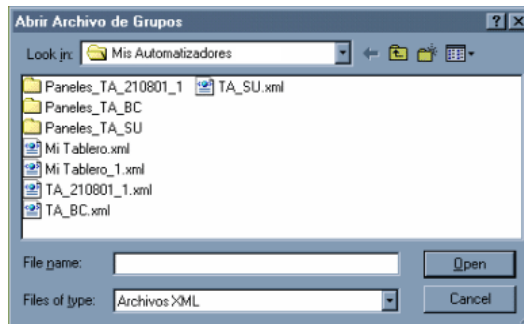 Abrir Archivo de Grupos
Look in: Mis Automatizadores
Paneles_TA_210801_1 TA_SU.xml
Paneles_TA_BC
Paneles_TA_SU
Mi Tablero.xml
Mi Tablero_1.xml
TA_210801_1.xml
TA_BC.xml
File name: Open
Files of type: Archivos XML Cancel